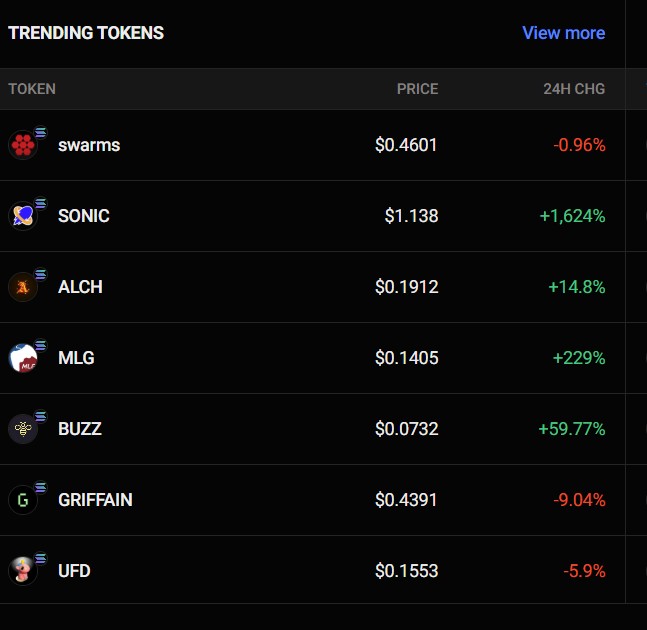 TRENDING TOKENS View more
TOKEN PRICE 24H CHG
swarms $0.4601 -0.96%
SONIC $1.138 +1,624%
A ALCH $0.1912 +14.8%
MLG MLG $0.1405 +229%
BUZZ $0.0732 +59.77%
G GRIFFAIN $0.4391 -9.04%
UFD $0.1553 -5.9%